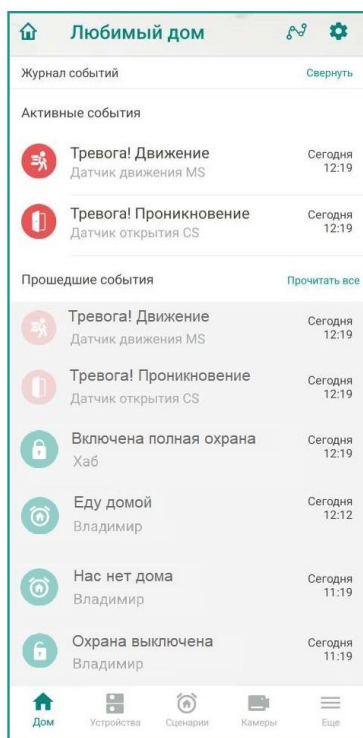 Любимый дом
Журнал событий Свернуть
Активные события
Тревога! Движение Сегодня
Датчик движения MS 12:19
Тревога! Проникновение Сегодня
Датчик открытия CS 12:19
Прошедшие события Прочитать все
Тревога! Движение Сегодня
Датчик движения MS 12:19
Тревога! Проникновение Сегодня
Датчик открытия CS 12:19
Включена полная охрана Сегодня
Хаб 12:19
Еду домой Сегодня
Владимир 12:12
Нас нет дома Сегодня
Владимир 11:19
Охрана выключена Сегодня
Владимир 11:19
Дом Устройства Сценарии Камеры Еще